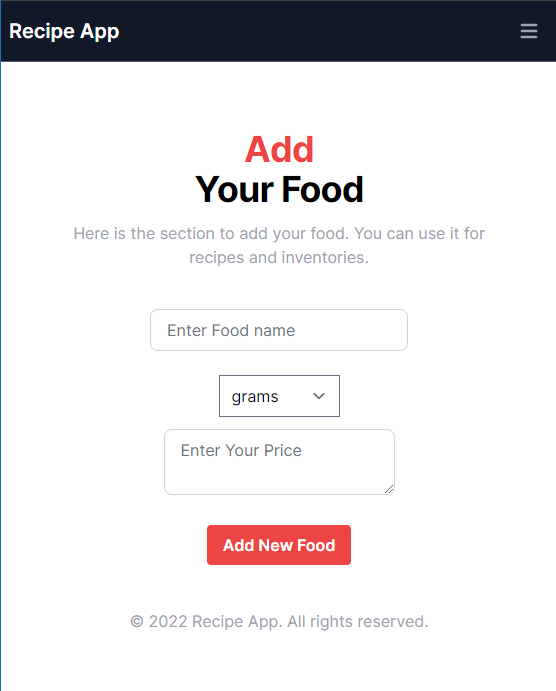 Recipe App
Add
Your Food
Here is the section to add your food. You can use it for
recipes and inventories.
Enter Food name
grams
Enter Your Price
Add New Food
© 2022 Recipe App. All rights reserved.